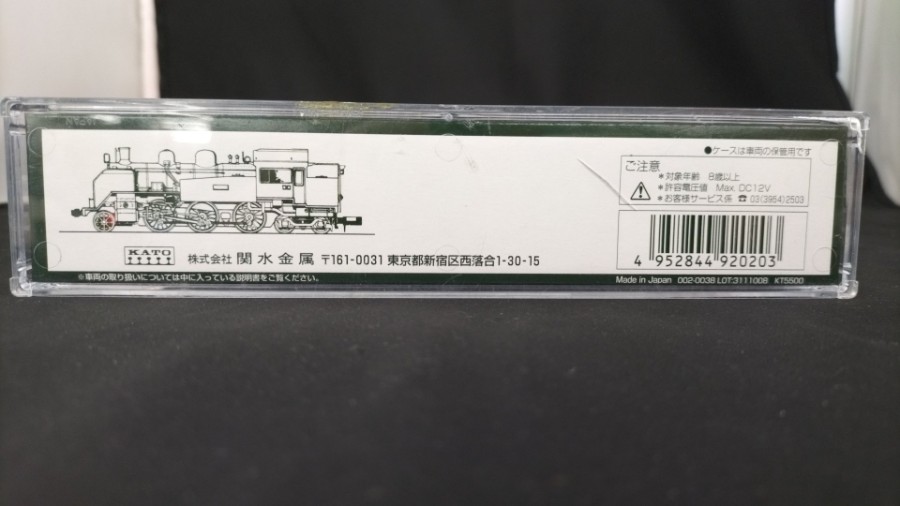 ●ケースは車両の保管用です
ご注意
*対象年齢 8歳以上
*許容電圧値 Max. DC12V
*お客様サービス係 ☎ 03(3954)2503
KATO
株式会社 関水金属 〒161-0031 東京都新宿区西落合1-30-15
4 952844 920203
※車両の取り扱いについては中に入っている説明書をご覧ください。
Made in Japan 002-0038 LOT:311100B KT5500